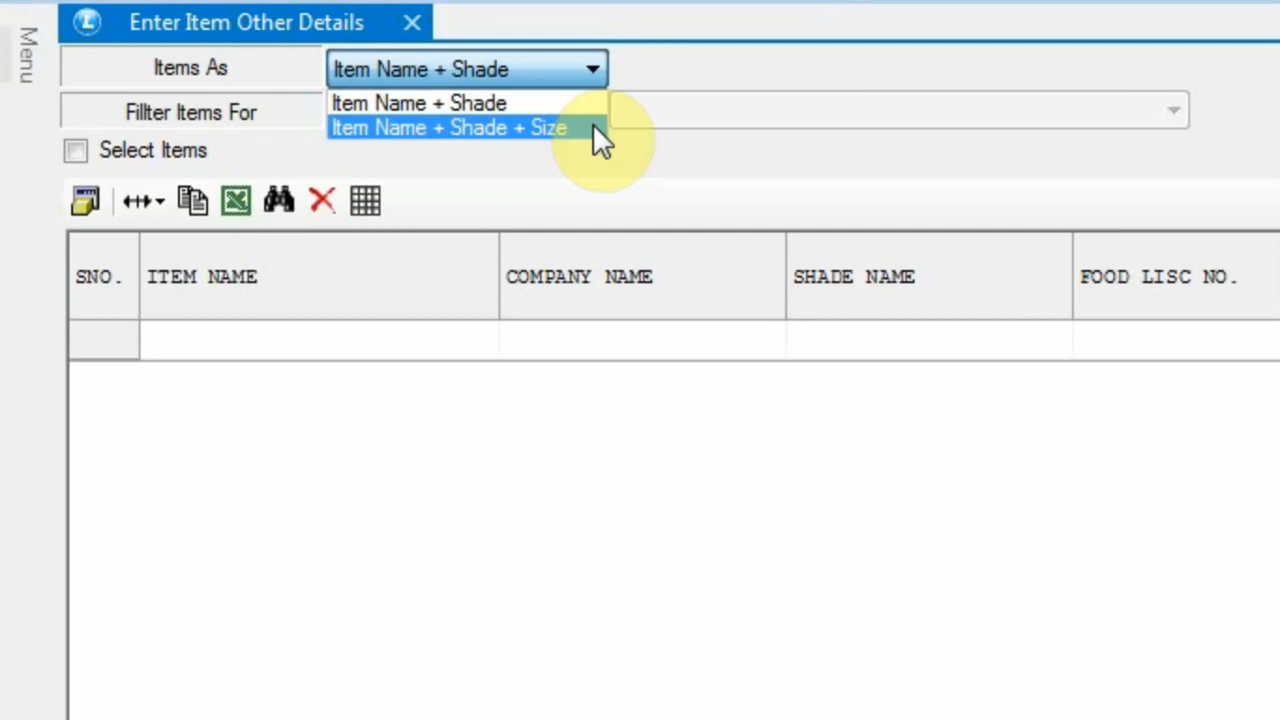 Menu
Enter Item Other Details
Items As
Item Name + Shade
Item Name + Shade
Item Name + Shade + Size
Fillter Items For
Select Items
SNO. ITEM NAME COMPANY NAME SHADE NAME FOOD LISC NO.